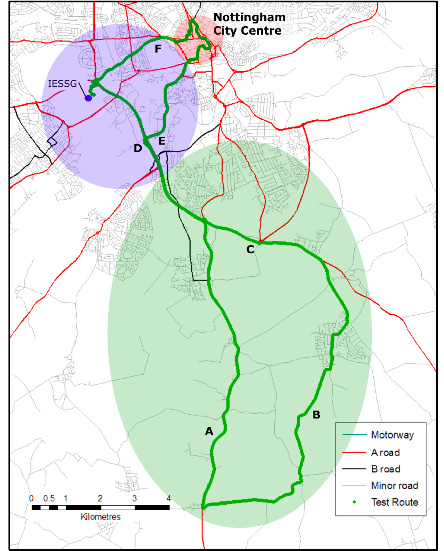 Nottingham
City Centre
F
IESSG
D
E
C
A
B
Motorway
A road
B road
Minor road
Test Route
0 0.5 1 2 3 4
Kilometres